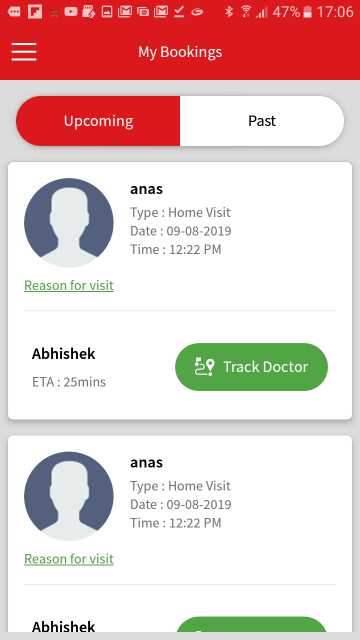 47% 17:06
My Bookings
Upcoming Past
anas
Type : Home Visit
Date : 09-08-2019
Time : 12:22 PM
Reason for visit
Abhishek
ETA : 25mins
Track Doctor
anas
Type : Home Visit
Date : 09-08-2019
Time : 12:22 PM
Reason for visit
Abhishek